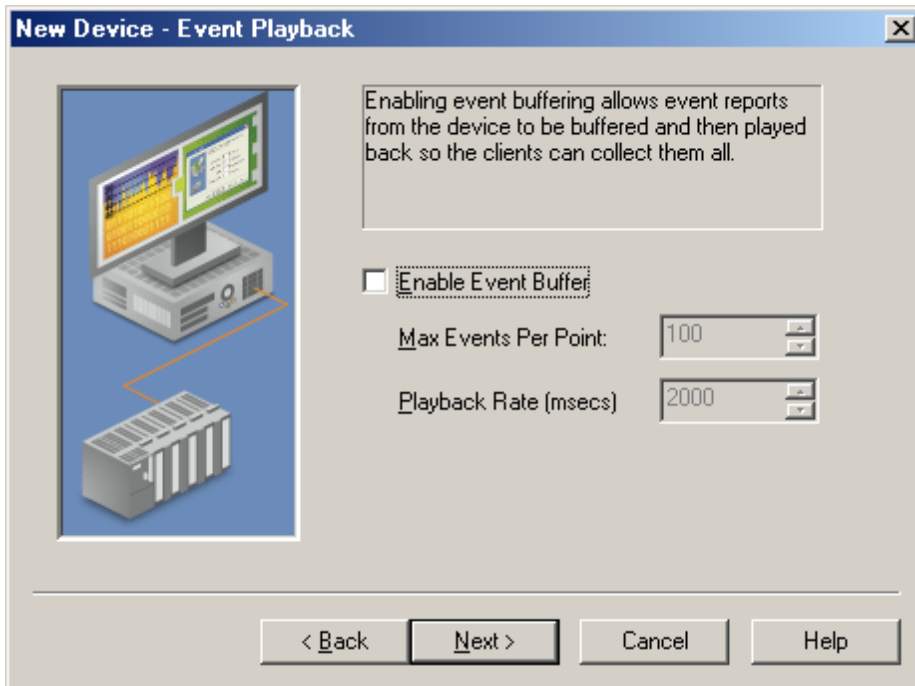 New Device - Event Playback
Enabling event buffering allows event reports
from the device to be buffered and then played
back so the clients can collect them all.
Enable Event Buffer
Max Events Per Point: 100
Playback Rate (msecs) 2000
< Back Next > Cancel Help